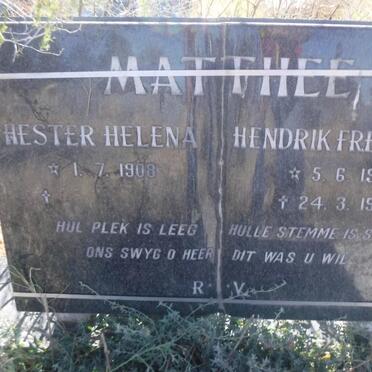 MATTHEE
HESTER HELENA HENDRIK FRE
☆ 1.7.1908 ☆ 5.6.19
✝ ✝ 24.3.19
HUL PLEK IS LEEG HULLE STEMME IS S
ONS SWYG O HEER DIT WAS U WIL
R V